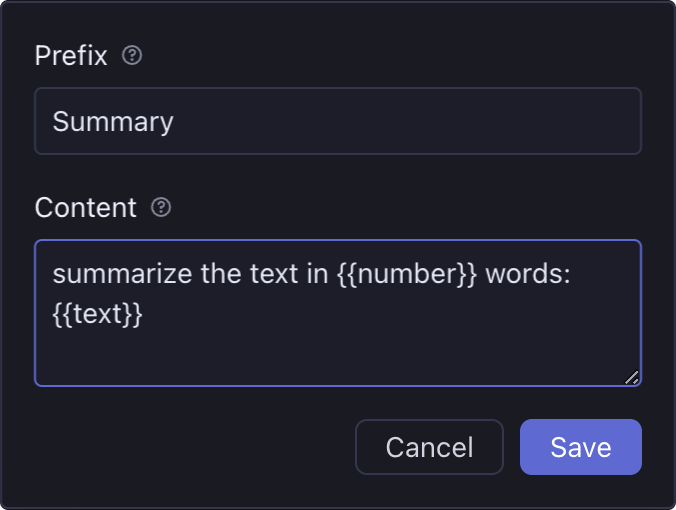 Prefix
Summary
Content
summarize the text in {{number}} words:
{{text}}
Cancel
Save